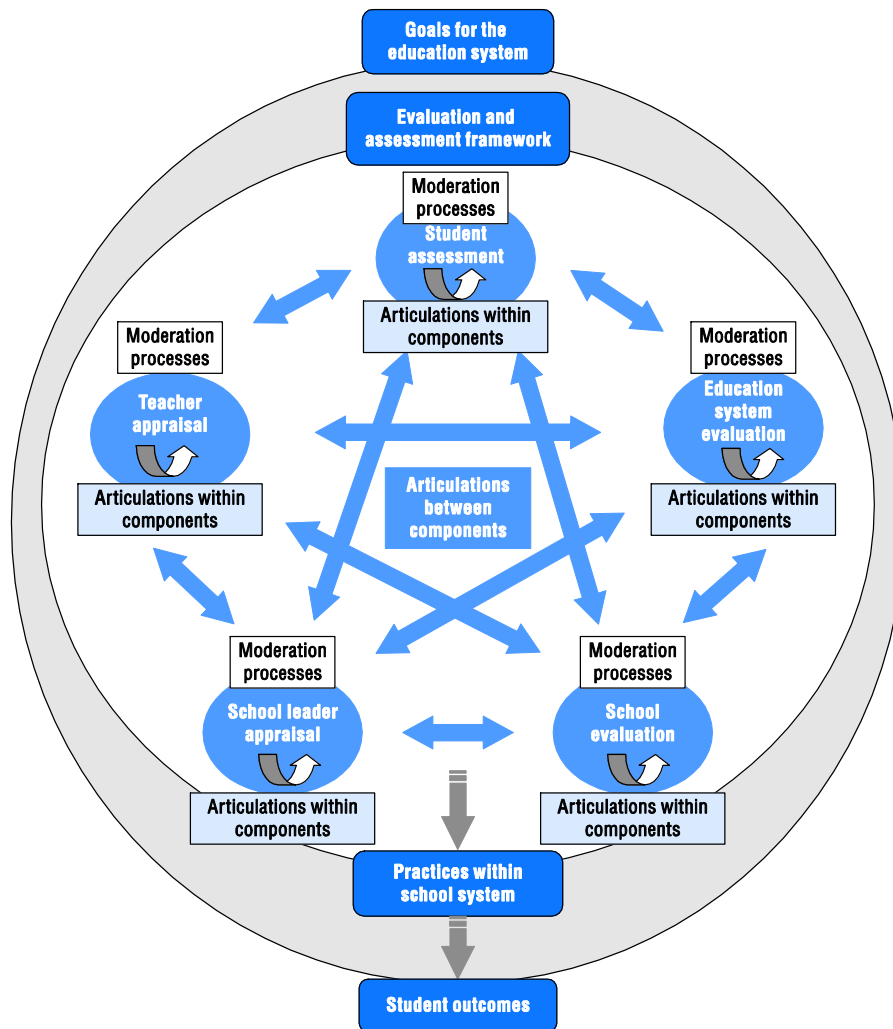 Goals for the
education system
Evaluation and
assessment framework
Moderation
processes
Student
assessment
Articulations within
components
Moderation
processes
Teacher
appraisal
Articulations within
components
Moderation
processes
Education
system
evaluation
Articulations within
components
Articulations
between
components
Moderation
processes
School leader
appraisal
Articulations within
components
Moderation
processes
School
evaluation
Articulations within
components
Practices within
school system
Student outcomes